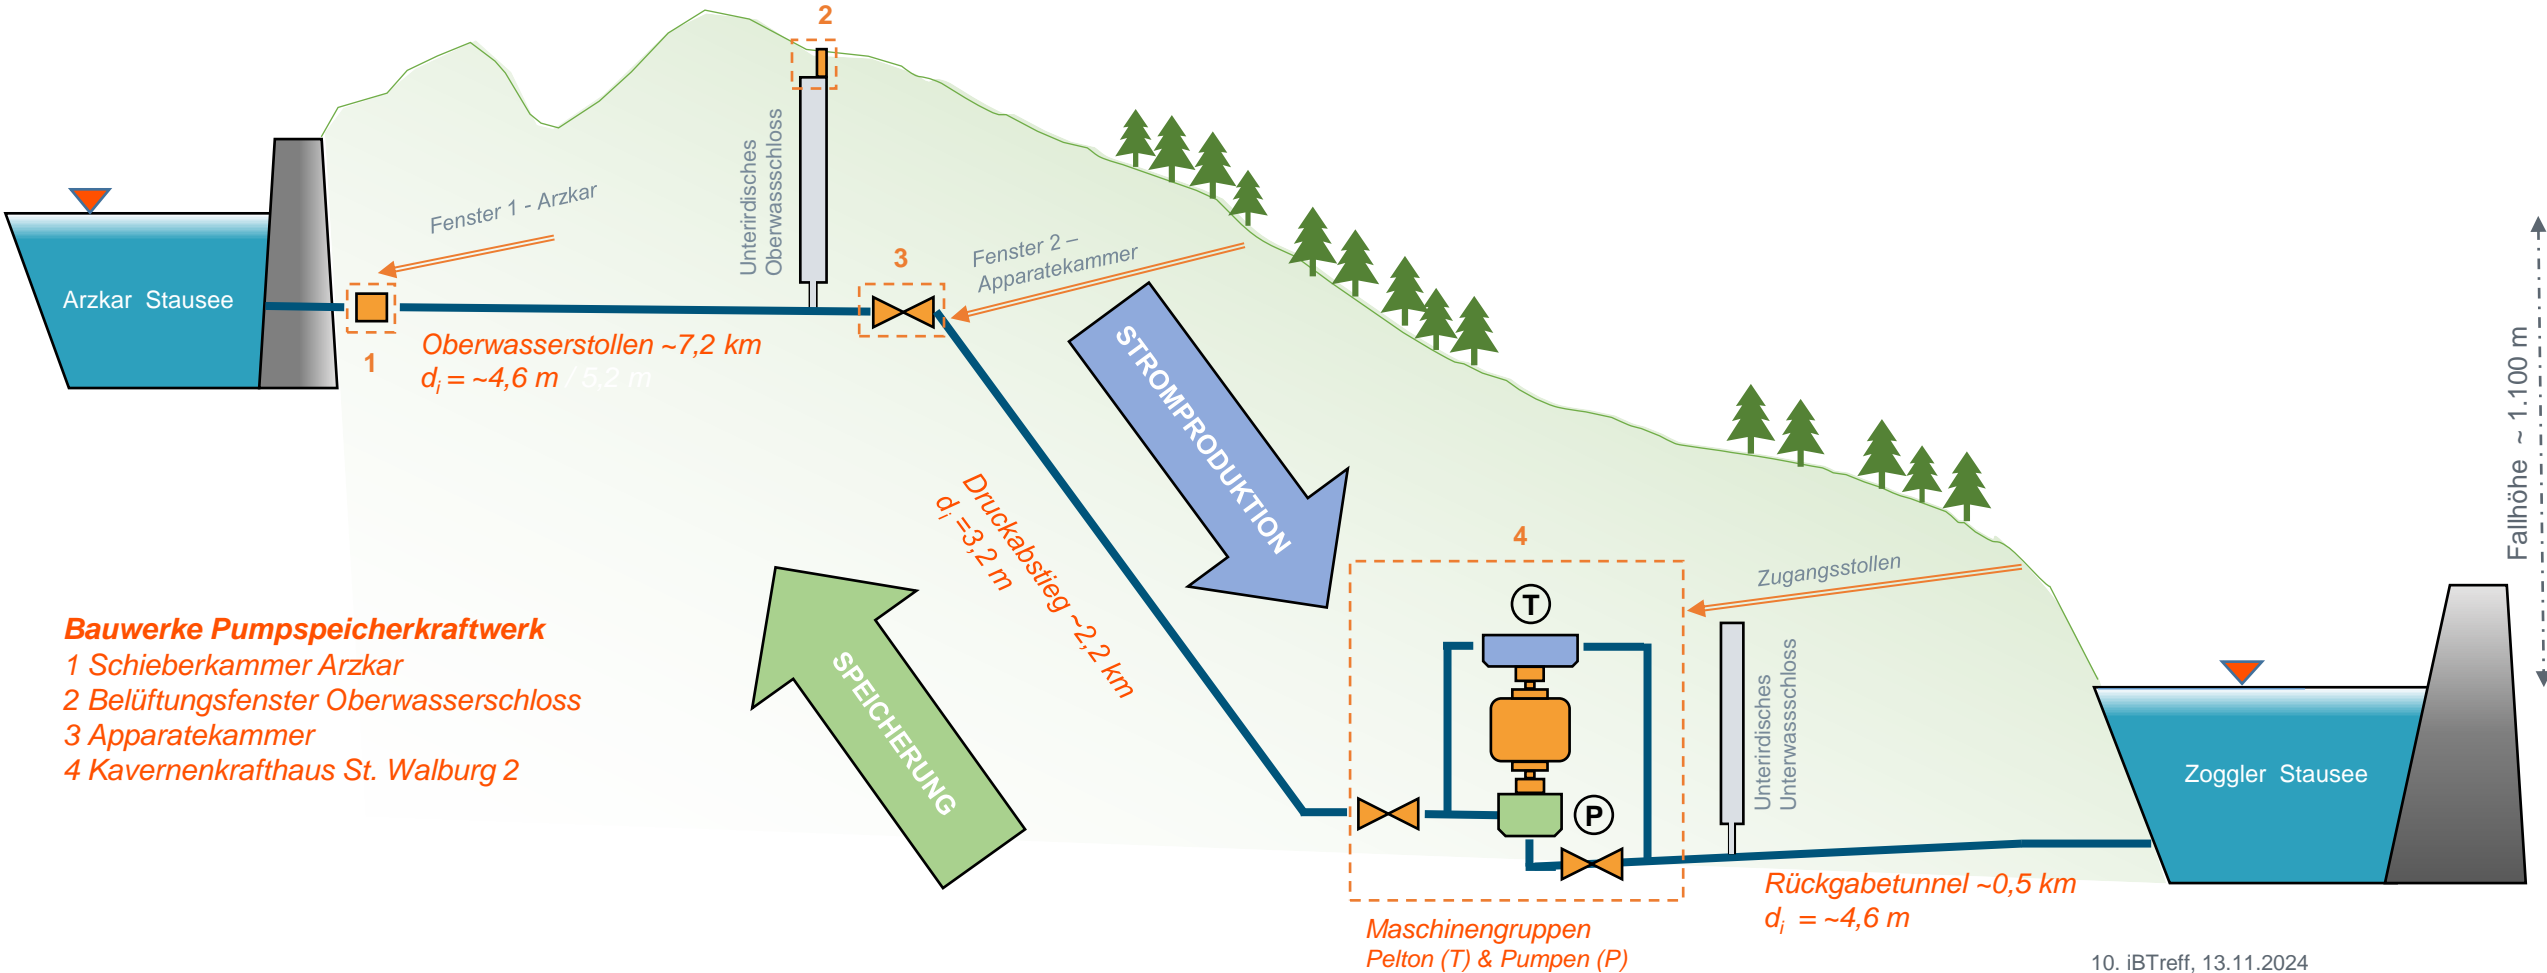 2
Unterirdisches
Oberwassschloss
Fenster 1 - Arzkar
3
Fenster 2 –
Apparatekammer
Arzkar Stausee
1
Oberwasserstollen ~7,2 km
di = ~4,6 m / 5,2 m
STROMPRODUKTION
Fallhöhe ~ 1.100 m
Druckabstieg ~2,2 km
di =3,2 m
4
Zugangsstollen
T
Bauwerke Pumpspeicherkraftwerk
1 Schieberkammer Arzkar
2 Belüftungsfenster Oberwasserschloss
3 Apparatekammer
4 Kavernenkrafthaus St. Walburg 2
SPEICHERUNG
Unterirdisches
Unterwassschloss
P
Zoggler Stausee
Rückgabetunnel ~0,5 km
di = ~4,6 m
Maschinengruppen
Pelton (T) & Pumpen (P)
10. iBTreff, 13.11.2024